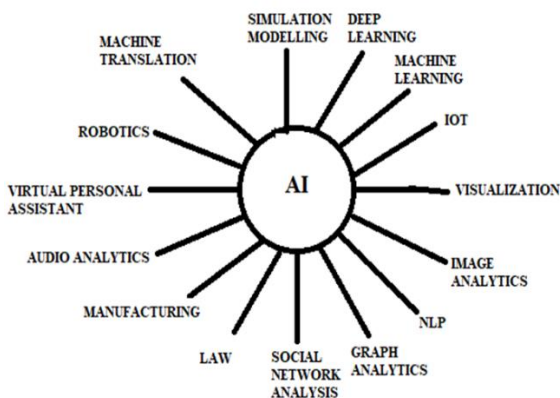 SIMULATION
MODELLING
DEEP
LEARNING
MACHINE
LEARNING
IOT
VISUALIZATION
IMAGE
ANALYTICS
NLP
GRAPH
ANALYTICS
SOCIAL
NETWORK
ANALYSIS
LAW
MANUFACTURING
AUDIO ANALYTICS
VIRTUAL PERSONAL
ASSISTANT
ROBOTICS
MACHINE
TRANSLATION
AI